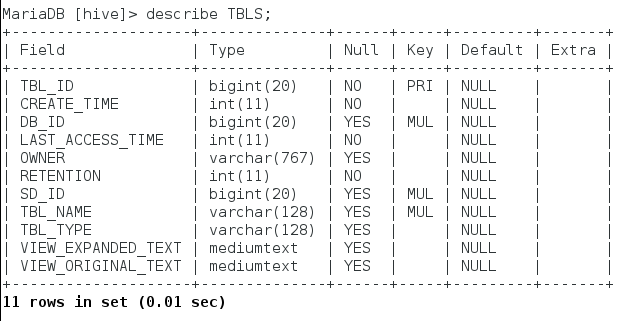 MariaDB [hive]> describe TBLS;
+--------------------+--------------+------+-----+---------+-------+
| Field              | Type         | Null | Key | Default | Extra |
+--------------------+--------------+------+-----+---------+-------+
| TBL_ID             | bigint(20)   | NO   | PRI | NULL    |       |
| CREATE_TIME        | int(11)      | NO   |     | NULL    |       |
| DB_ID              | bigint(20)   | YES  | MUL | NULL    |       |
| LAST_ACCESS_TIME   | int(11)      | NO   |     | NULL    |       |
| OWNER              | varchar(767) | YES  |     | NULL    |       |
| RETENTION          | int(11)      | NO   |     | NULL    |       |
| SD_ID              | bigint(20)   | YES  | MUL | NULL    |       |
| TBL_NAME           | varchar(128) | YES  | MUL | NULL    |       |
| TBL_TYPE           | varchar(128) | YES  |     | NULL    |       |
| VIEW_EXPANDED_TEXT | mediumtext   | YES  |     | NULL    |       |
| VIEW_ORIGINAL_TEXT | mediumtext   | YES  |     | NULL    |       |
+--------------------+--------------+------+-----+---------+-------+
11 rows in set (0.01 sec)